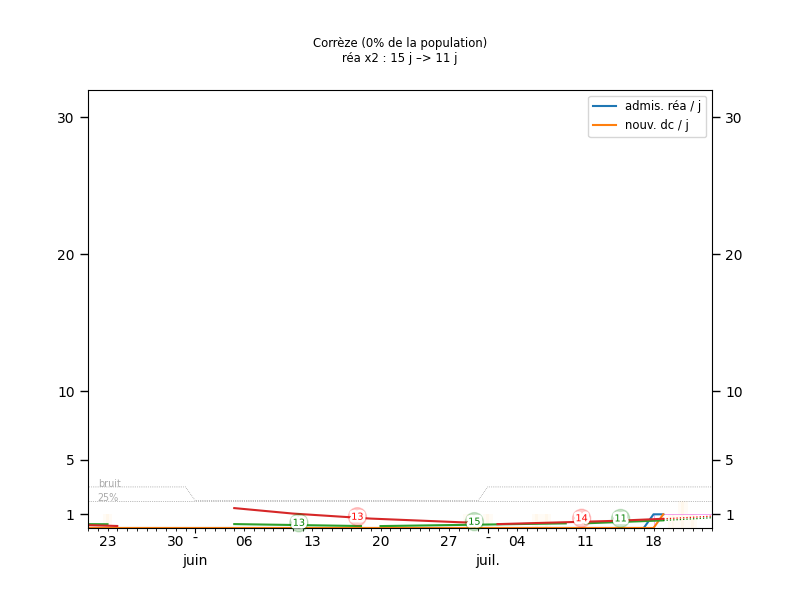 Corrèze (0% de la population)
réa x2 : 15 j –> 11 j
admis. réa / j
nouv. dc / j
30 30
20 20
10 10
5 5
bruit
25%
1 1
13 13 15 14 11
23 30 - 06 13 20 27 - 04 11 18
juin juil.